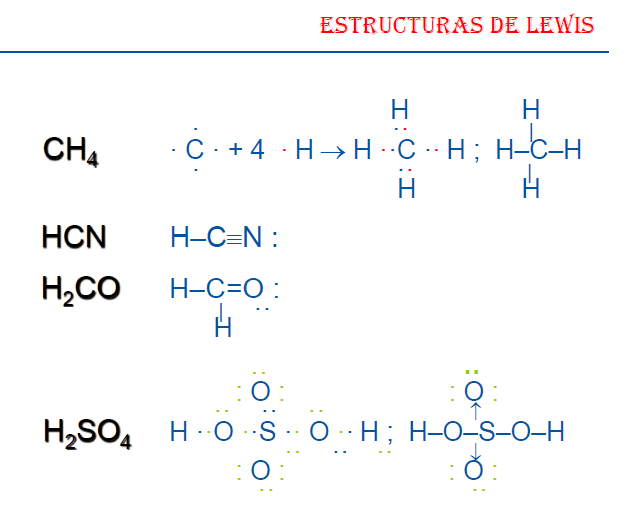 ESTRUCTURAS DE LEWIS
H H
CH₄ · C · + 4 · H → H ·· C ·· H ; H–C–H
H H
HCN H–C≡N :
H₂CO H–C=O :
H
: O : : O :
H₂SO₄ H ·· O ·· S ·· O ·· H ; H–O–S–O–H
: O : : O :